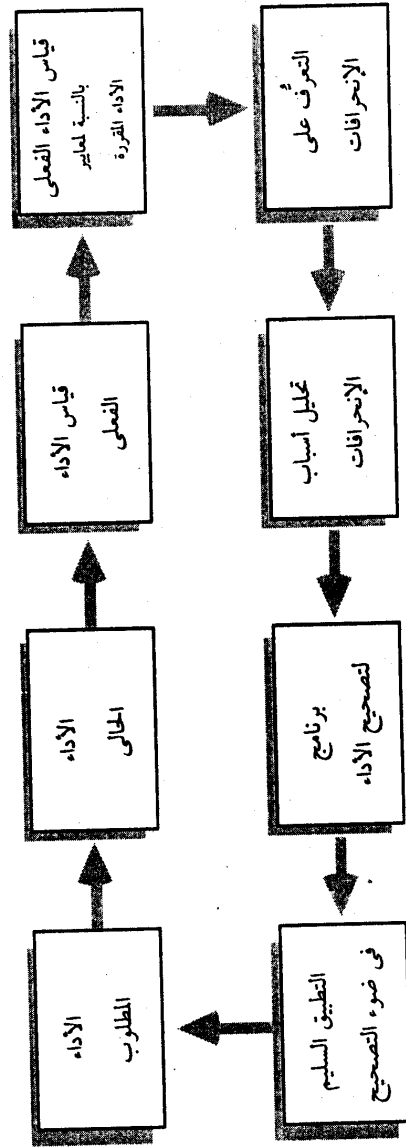 الأداء
الحالى
قياس الأداء
الفعلى
قياس الأداء الفعلى
بالنسبة لمعايير
الأداء المقررة
التعرف على
الإنحرافات
تحليل أسباب
الإنحرافات
برنامج
لتصحيح الأداء
التطبيق السليم
فى ضوء التصحيح
الأداء
المطلوب